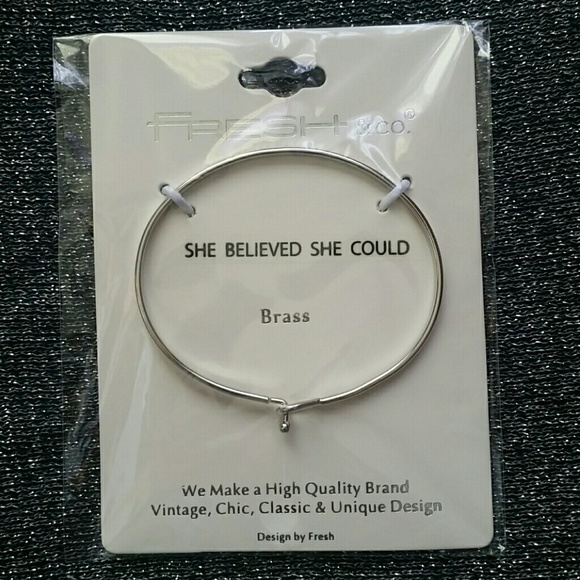 FRESH &CO.®
SHE BELIEVED SHE COULD
Brass
We Make a High Quality Brand
Vintage, Chic, Classic & Unique Design
Design by Fresh